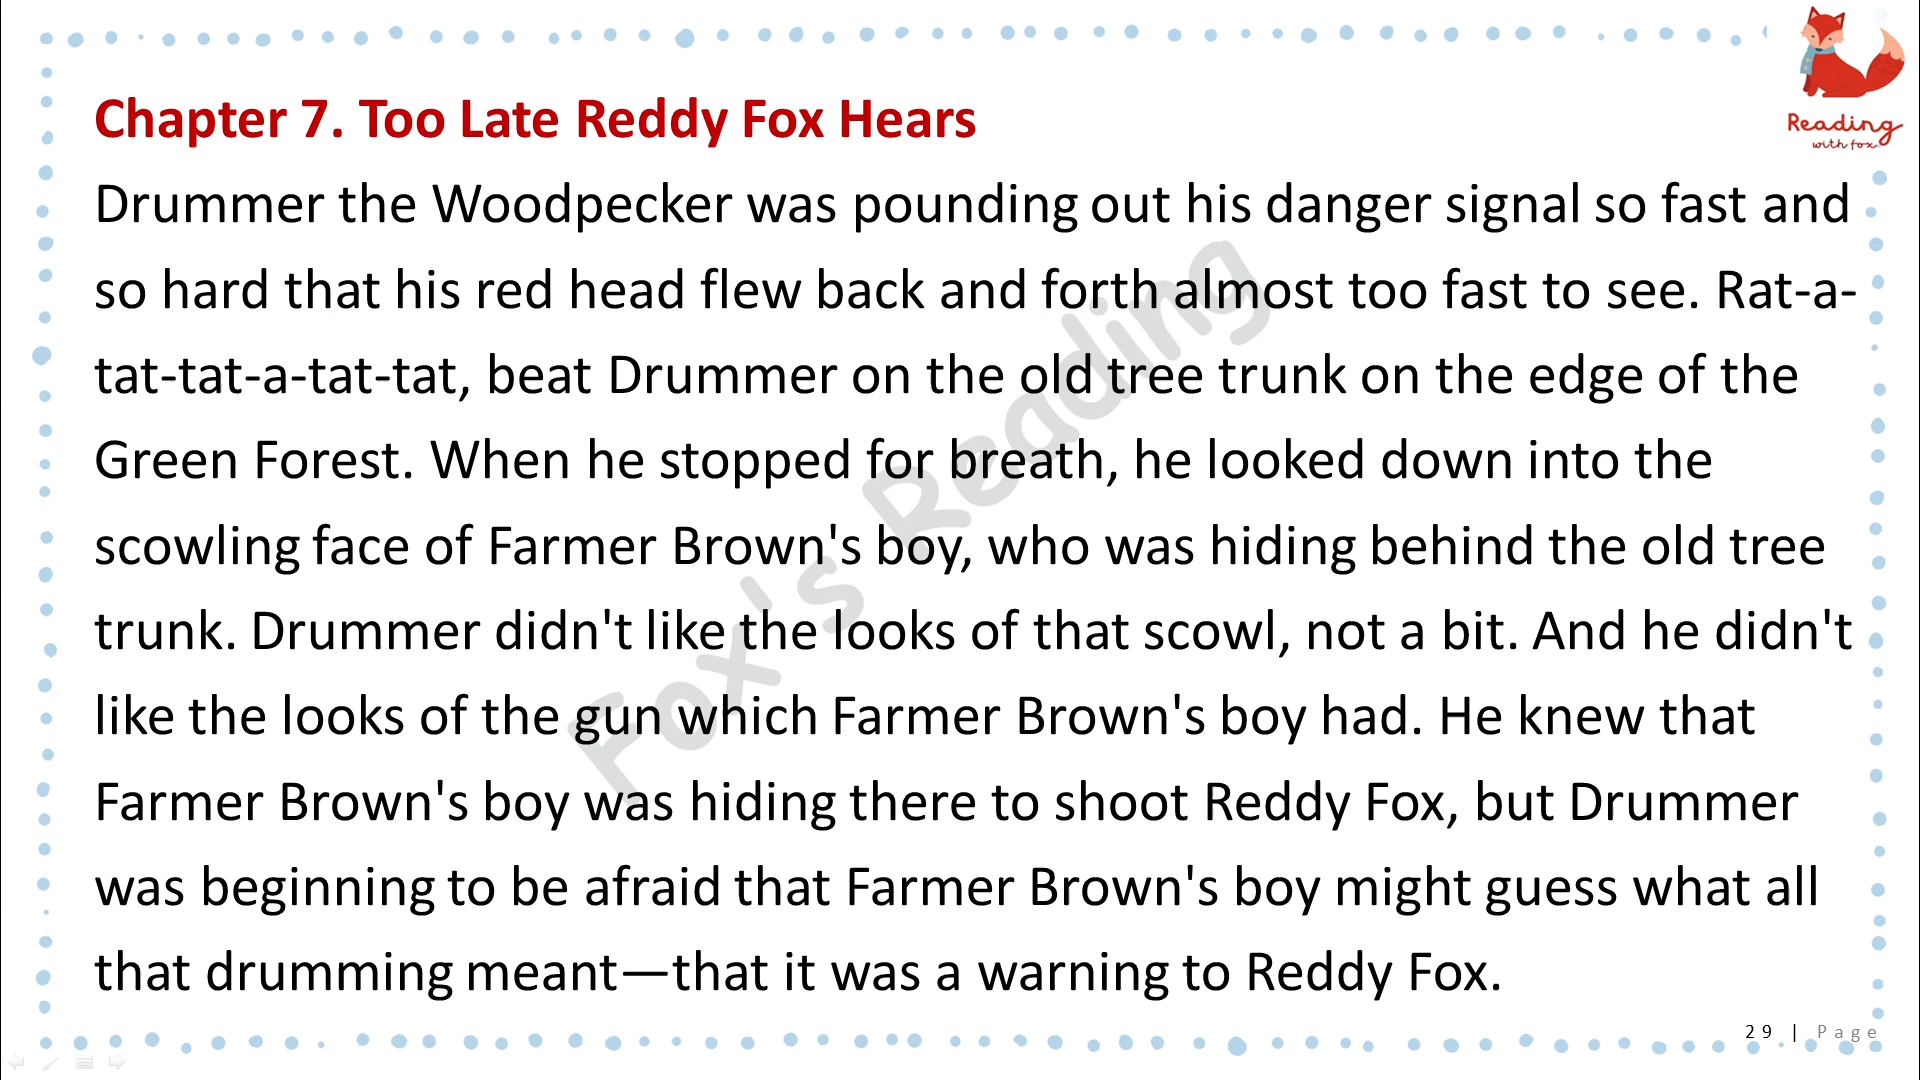 Reading
with fox
Chapter 7. Too Late Reddy Fox Hears
Drummer the Woodpecker was pounding out his danger signal so fast and
so hard that his red head flew back and forth almost too fast to see. Rat-a-
tat-tat-a-tat-tat, beat Drummer on the old tree trunk on the edge of the
Green Forest. When he stopped for breath, he looked down into the
scowling face of Farmer Brown's boy, who was hiding behind the old tree
trunk. Drummer didn't like the looks of that scowl, not a bit. And he didn't
like the looks of the gun which Farmer Brown's boy had. He knew that
Farmer Brown's boy was hiding there to shoot Reddy Fox, but Drummer
was beginning to be afraid that Farmer Brown's boy might guess what all
that drumming meant—that it was a warning to Reddy Fox.
Fox's Reading
29 | Page